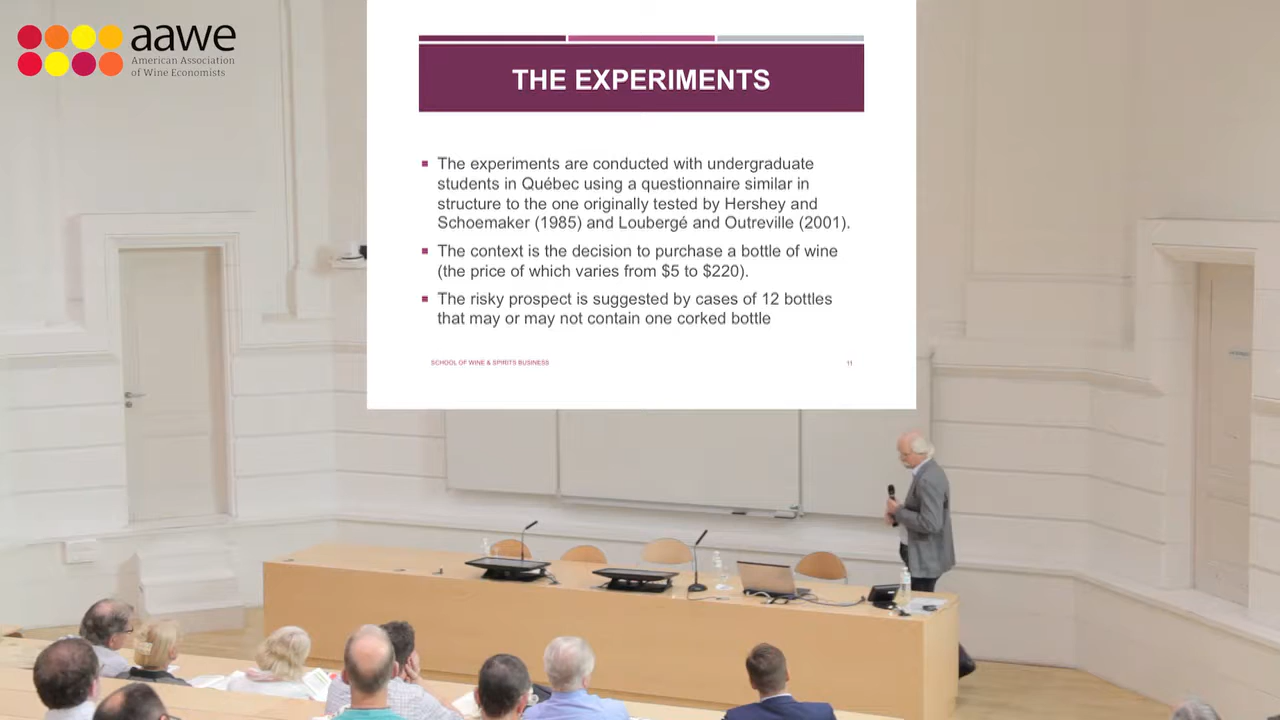 aawe
American Association
of Wine Economists
THE EXPERIMENTS
▪ The experiments are conducted with undergraduate
students in Québec using a questionnaire similar in
structure to the one originally tested by Hershey and
Schoemaker (1985) and Loubergé and Outreville (2001).
▪ The context is the decision to purchase a bottle of wine
(the price of which varies from $5 to $220).
▪ The risky prospect is suggested by cases of 12 bottles
that may or may not contain one corked bottle
SCHOOL OF WINE & SPIRITS BUSINESS
11